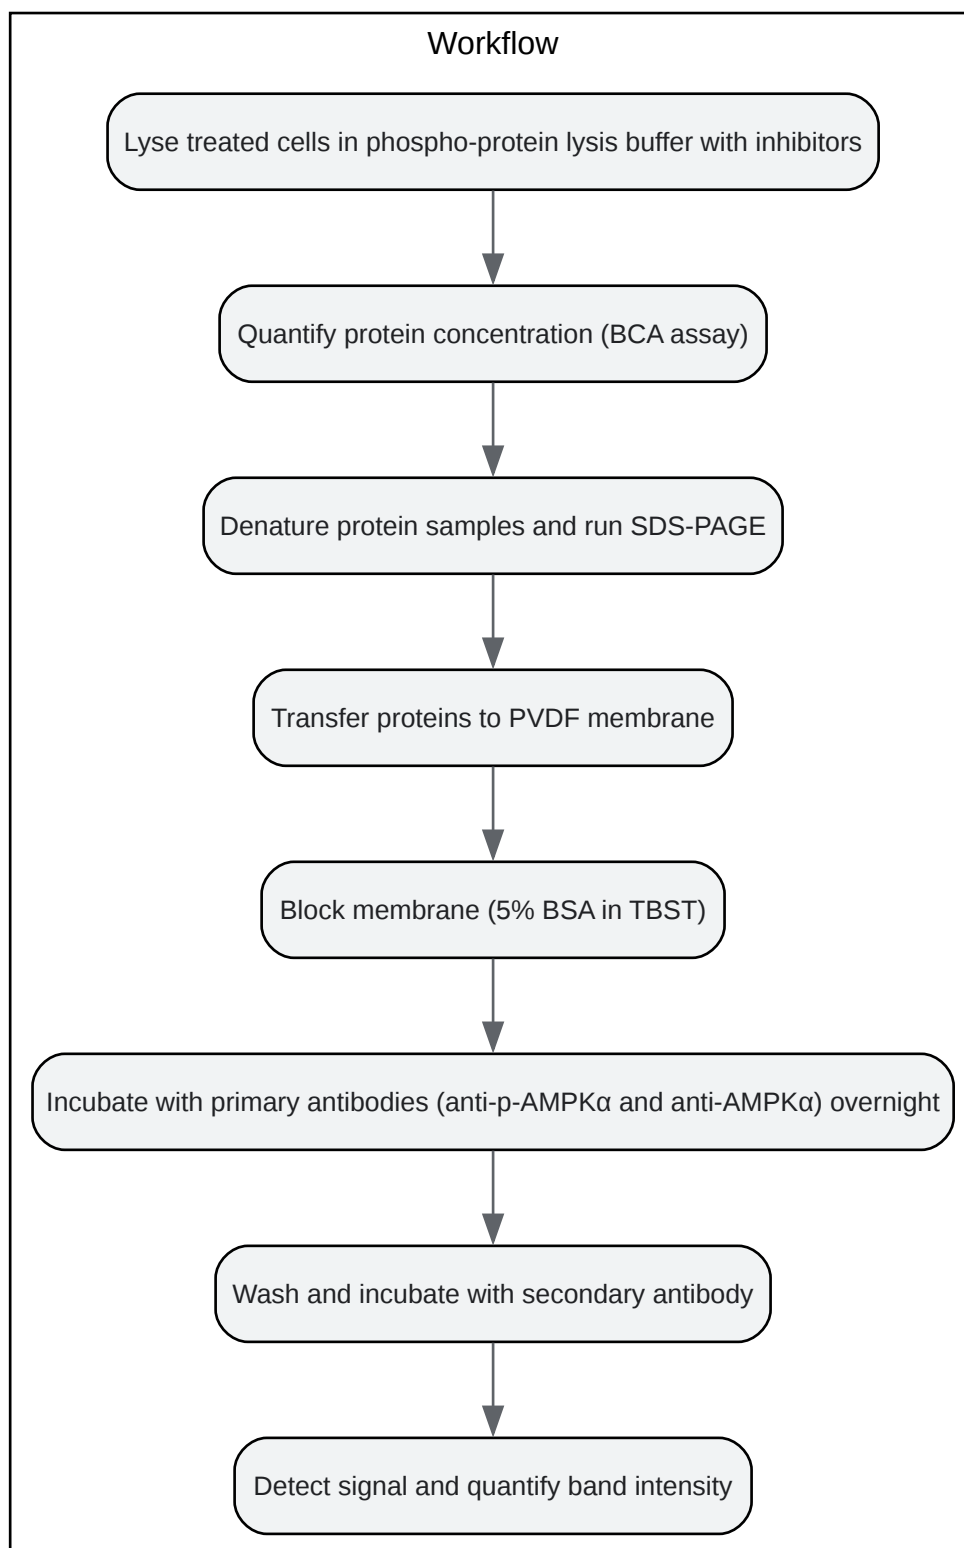 Workflow
Lyse treated cells in phospho-protein lysis buffer with inhibitors
Quantify protein concentration (BCA assay)
Denature protein samples and run SDS-PAGE
Transfer proteins to PVDF membrane
Block membrane (5% BSA in TBST)
Incubate with primary antibodies (anti-p-AMPKα and anti-AMPKα) overnight
Wash and incubate with secondary antibody
Detect signal and quantify band intensity